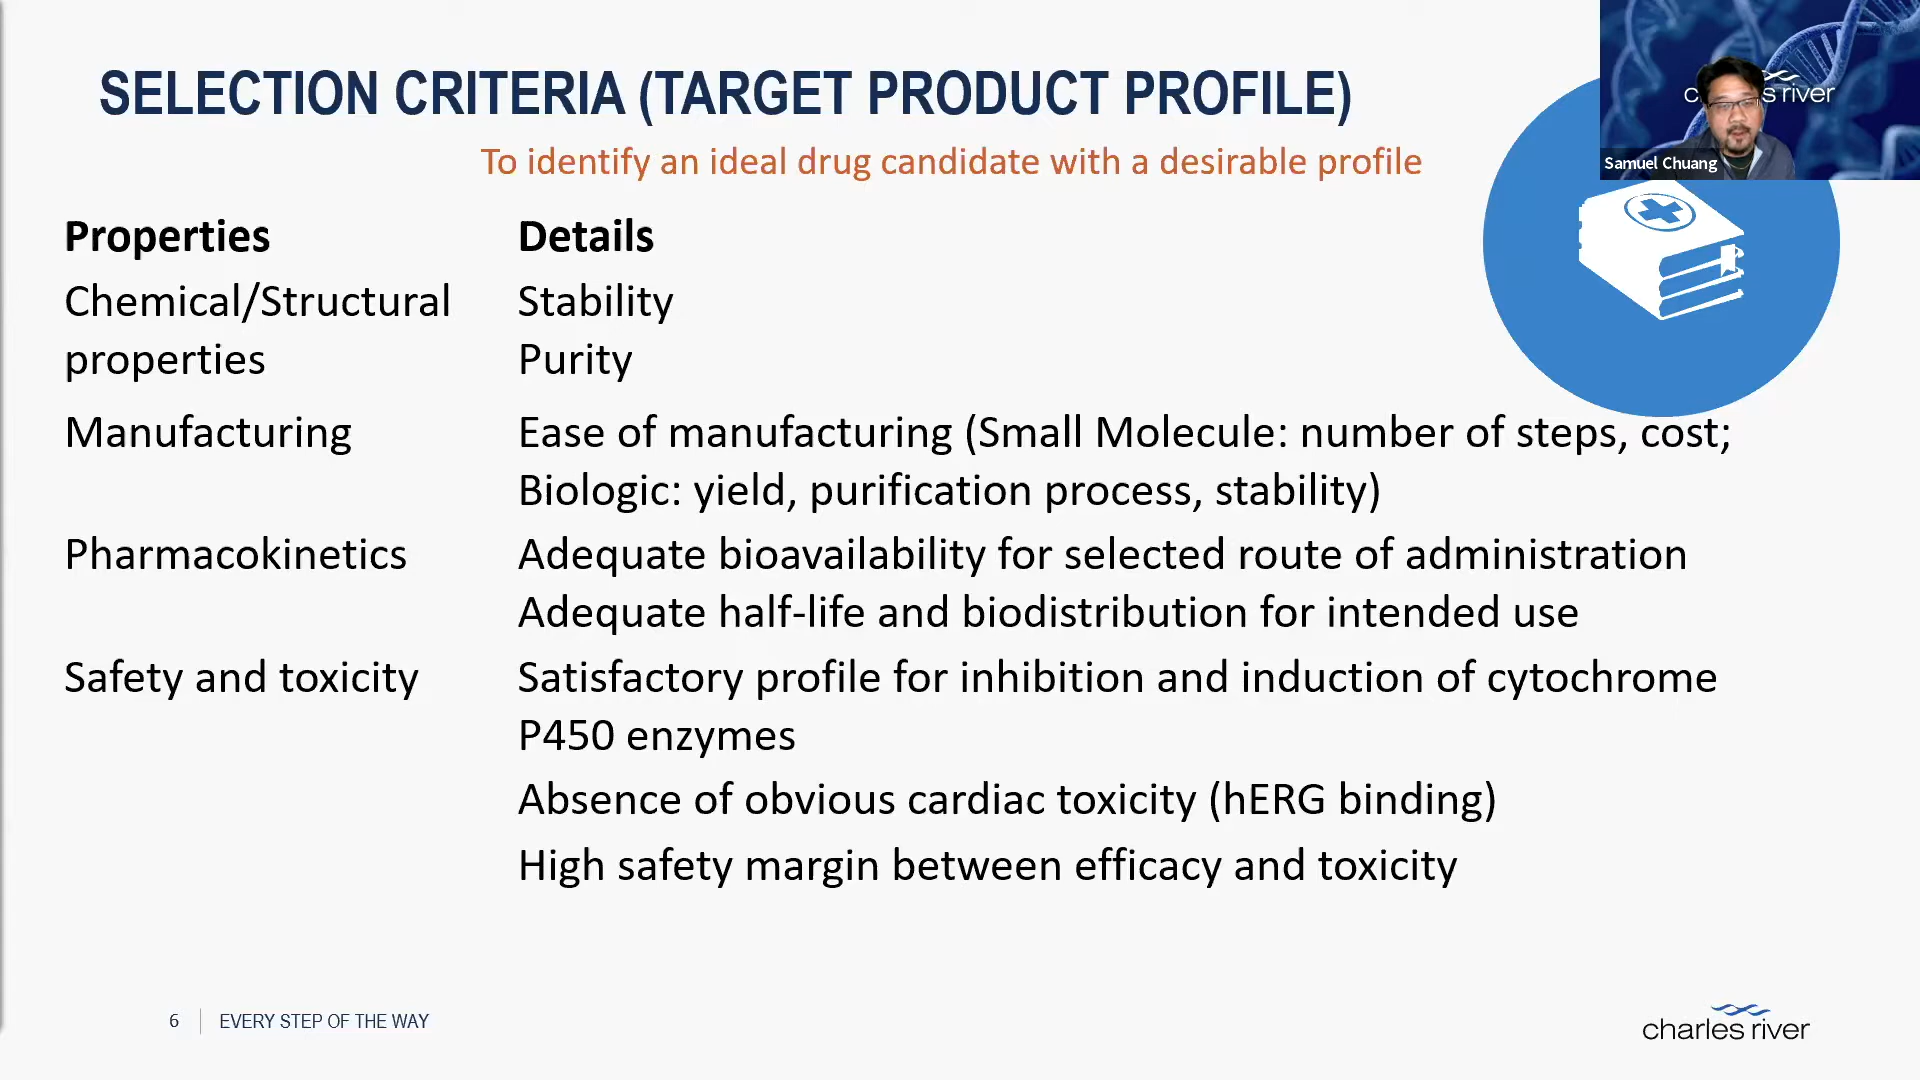 SELECTION CRITERIA (TARGET PRODUCT PROFILE)
To identify an ideal drug candidate with a desirable profile
Samuel Chuang
Properties
Details
Chemical/Structural
properties
Stability
Purity
Manufacturing
Ease of manufacturing (Small Molecule: number of steps, cost;
Biologic: yield, purification process, stability)
Pharmacokinetics
Adequate bioavailability for selected route of administration
Adequate half-life and biodistribution for intended use
Safety and toxicity
Satisfactory profile for inhibition and induction of cytochrome
P450 enzymes
Absence of obvious cardiac toxicity (hERG binding)
High safety margin between efficacy and toxicity
6
EVERY STEP OF THE WAY
charles river